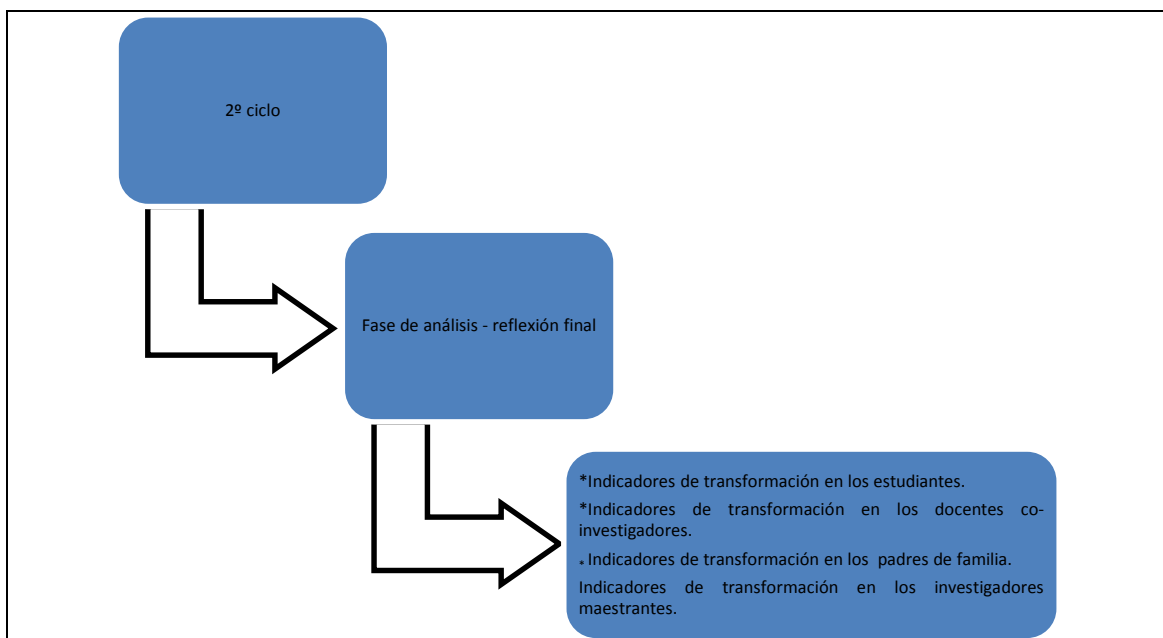 2º ciclo
Fase de análisis - reflexión final
*Indicadores de transformación en los estudiantes.
*Indicadores de transformación en los docentes co-
investigadores.
* Indicadores de transformación en los padres de familia.
Indicadores de transformación en los investigadores
maestrantes.